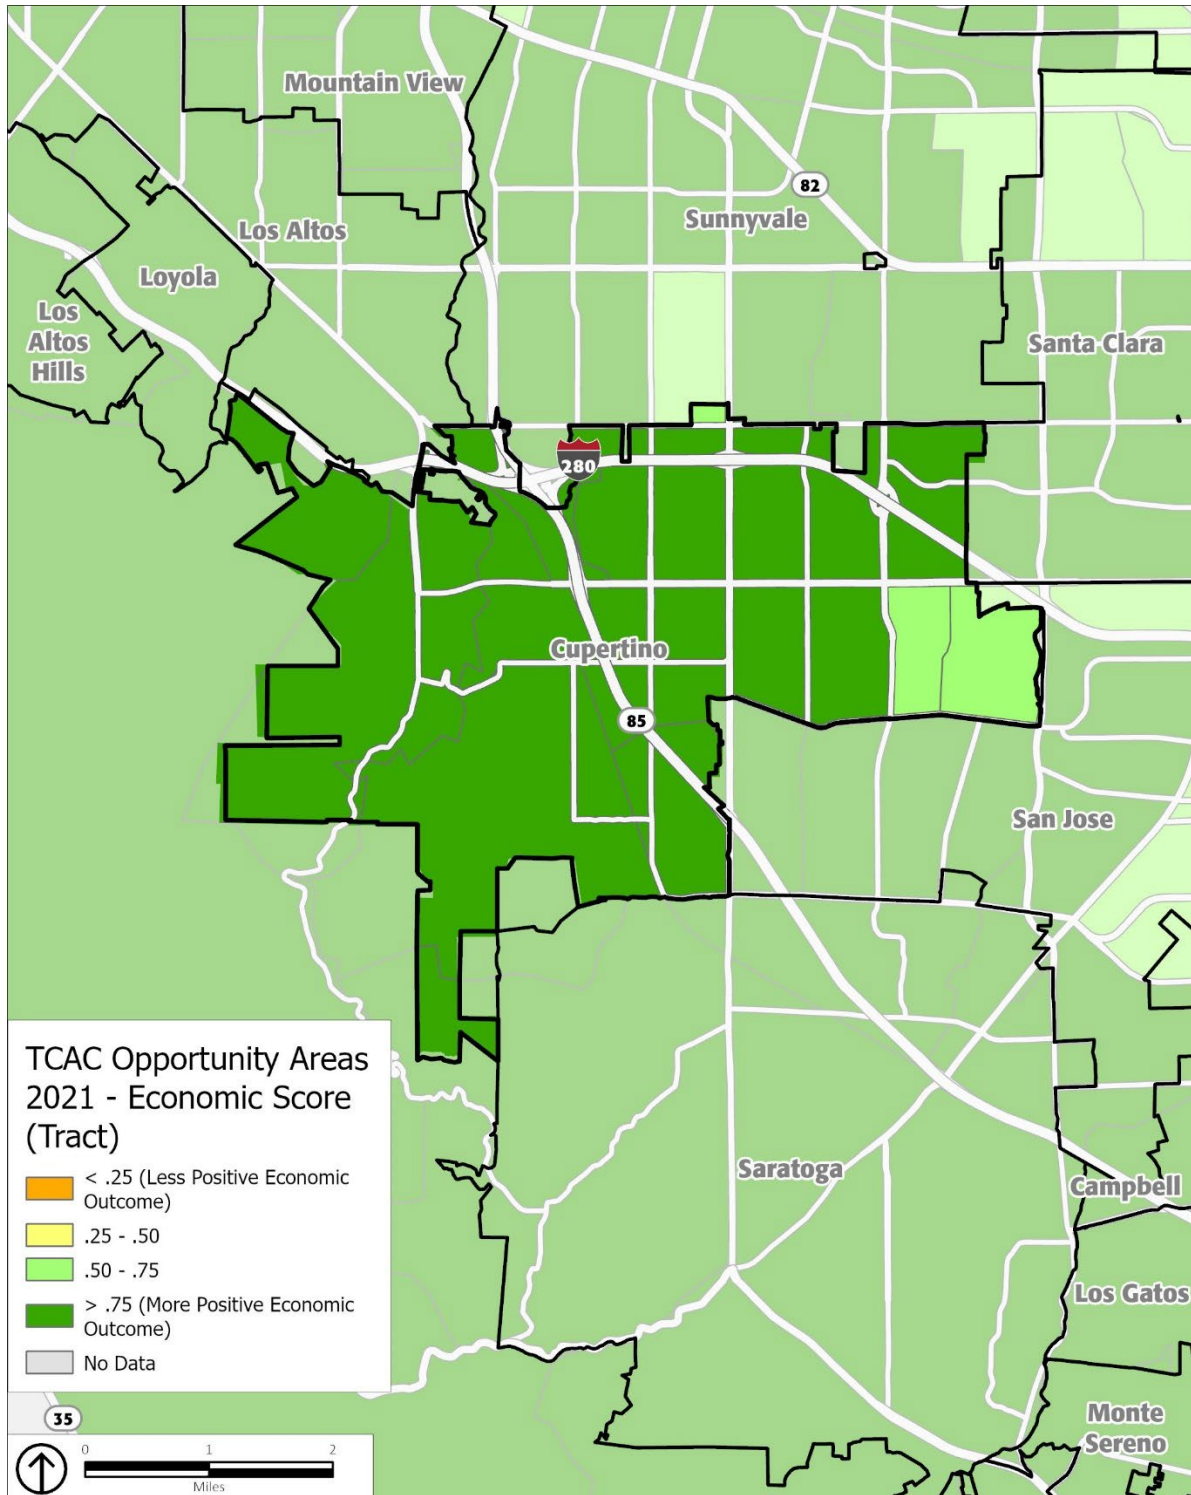 Mountain View
82
Sunnyvale
Los Altos
Loyola
Los
Altos
Hills
Santa Clara
280
Cupertino
85
San Jose
TCAC Opportunity Areas
2021 - Economic Score
(Tract)
< .25 (Less Positive Economic
Outcome)
.25 - .50
.50 - .75
> .75 (More Positive Economic
Outcome)
No Data
Saratoga
Campbell
Los Gatos
Monte
Sereno
35
0 1 2
Miles